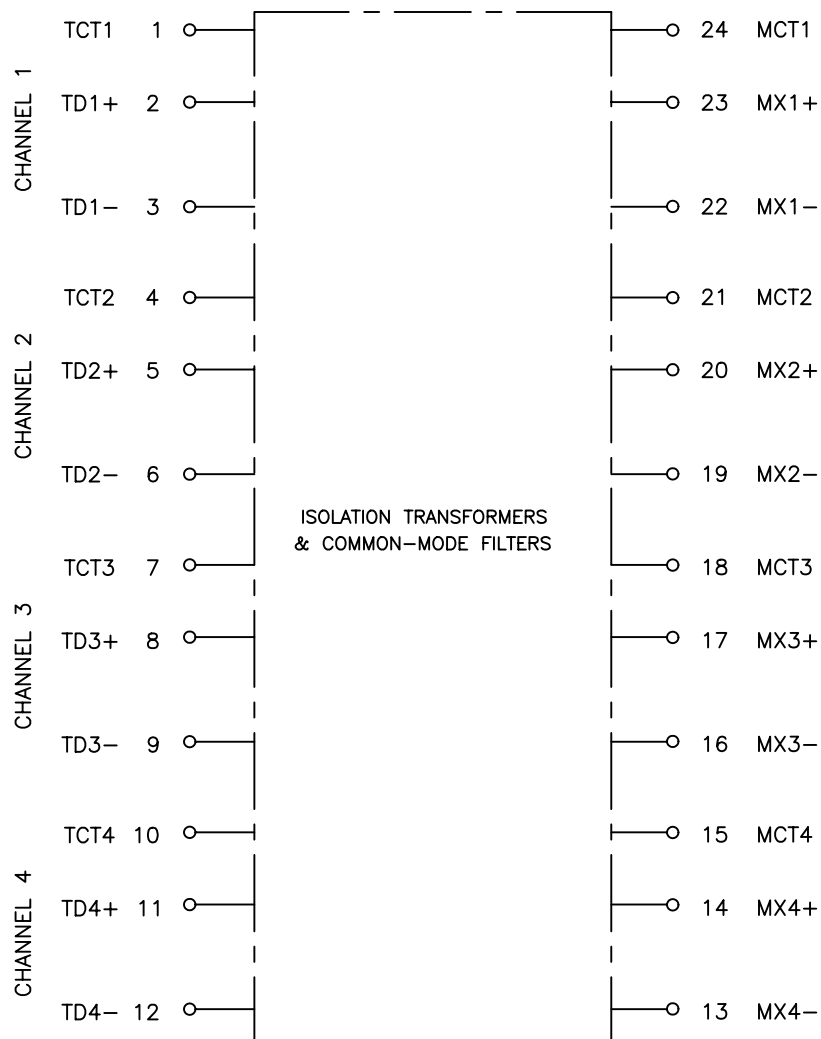 TCT1 1 24 MCT1
CHANNEL 1
TD1+ 2 23 MX1+
TD1− 3 22 MX1−
TCT2 4 21 MCT2
CHANNEL 2
TD2+ 5 20 MX2+
TD2− 6 19 MX2−
ISOLATION TRANSFORMERS
& COMMON−MODE FILTERS
TCT3 7 18 MCT3
CHANNEL 3
TD3+ 8 17 MX3+
TD3− 9 16 MX3−
TCT4 10 15 MCT4
CHANNEL 4
TD4+ 11 14 MX4+
TD4− 12 13 MX4−